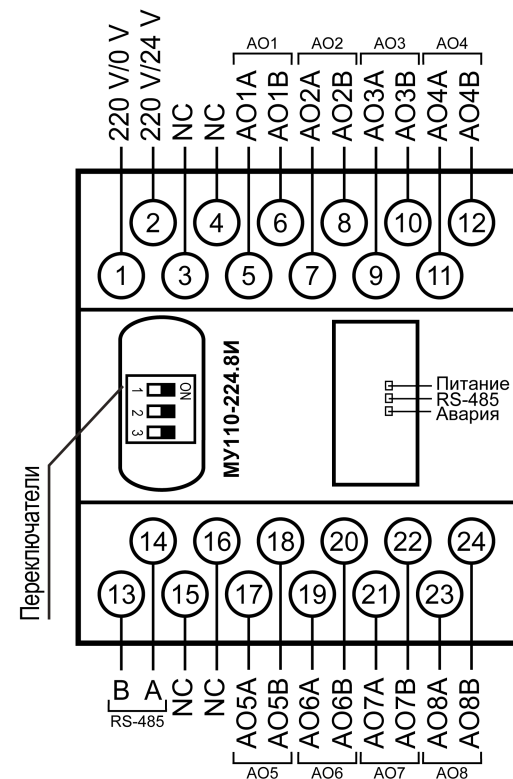 AO1 AO2 AO3 AO4
220 V/0 V
220 V/24 V
NC
NC
AO1A
AO1B
AO2A
AO2B
AO3A
AO3B
AO4A
AO4B
2 4 6 8 10 12
1 3 5 7 9 11
Переключатели
1
2
3
ON
МУ110-224.8И
Питание
RS-485
Авария
14 16 18 20 22 24
13 15 17 19 21 23
B
A
NC
NC
AO5A
AO5B
AO6A
AO6B
AO7A
AO7B
AO8A
AO8B
RS-485
AO5 AO6 AO7 AO8